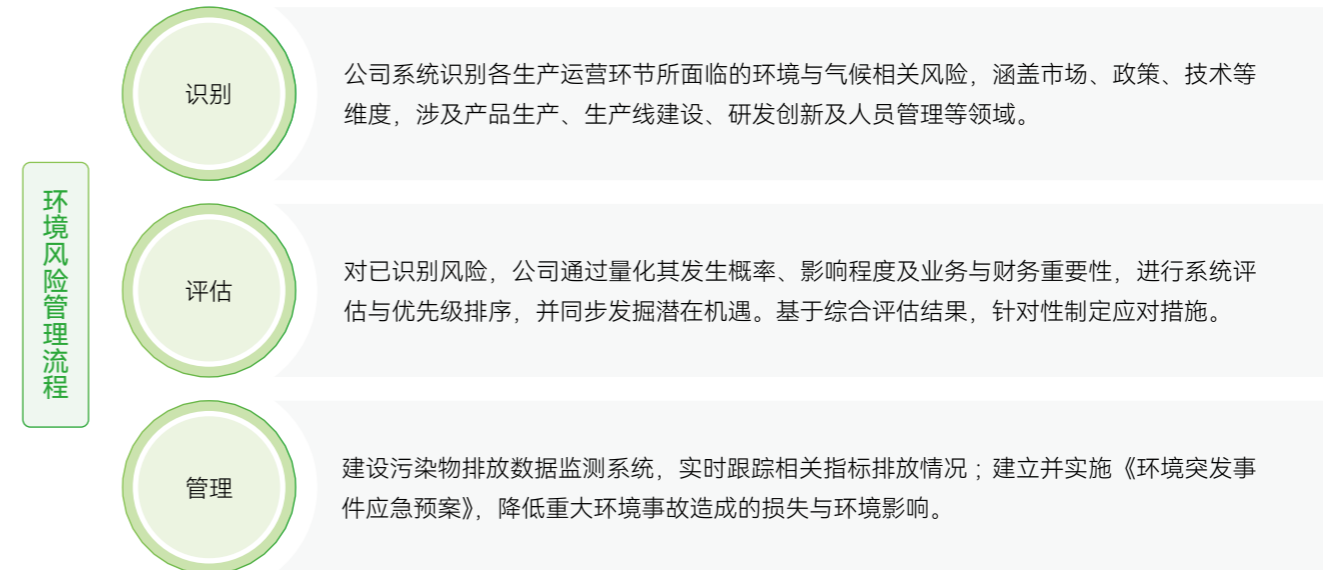 环境风险管理流程
识别
公司系统识别各生产运营环节所面临的环境与气候相关风险，涵盖市场、政策、技术等
维度，涉及产品生产、生产线建设、研发创新及人员管理等领域。
评估
对已识别风险，公司通过量化其发生概率、影响程度及业务与财务重要性，进行系统评
估与优先级排序，并同步发掘潜在机遇。基于综合评估结果，针对性制定应对措施。
管理
建设污染物排放数据监测系统，实时跟踪相关指标排放情况；建立并实施《环境突发事
件应急预案》，降低重大环境事故造成的损失与环境影响。